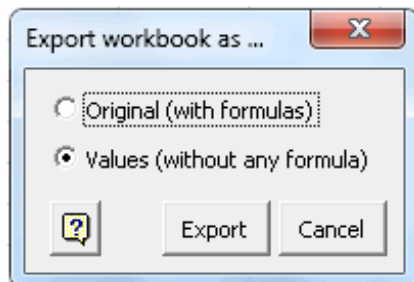 Export workbook as ...
Original (with formulas)
Values (without any formula)
? Export Cancel